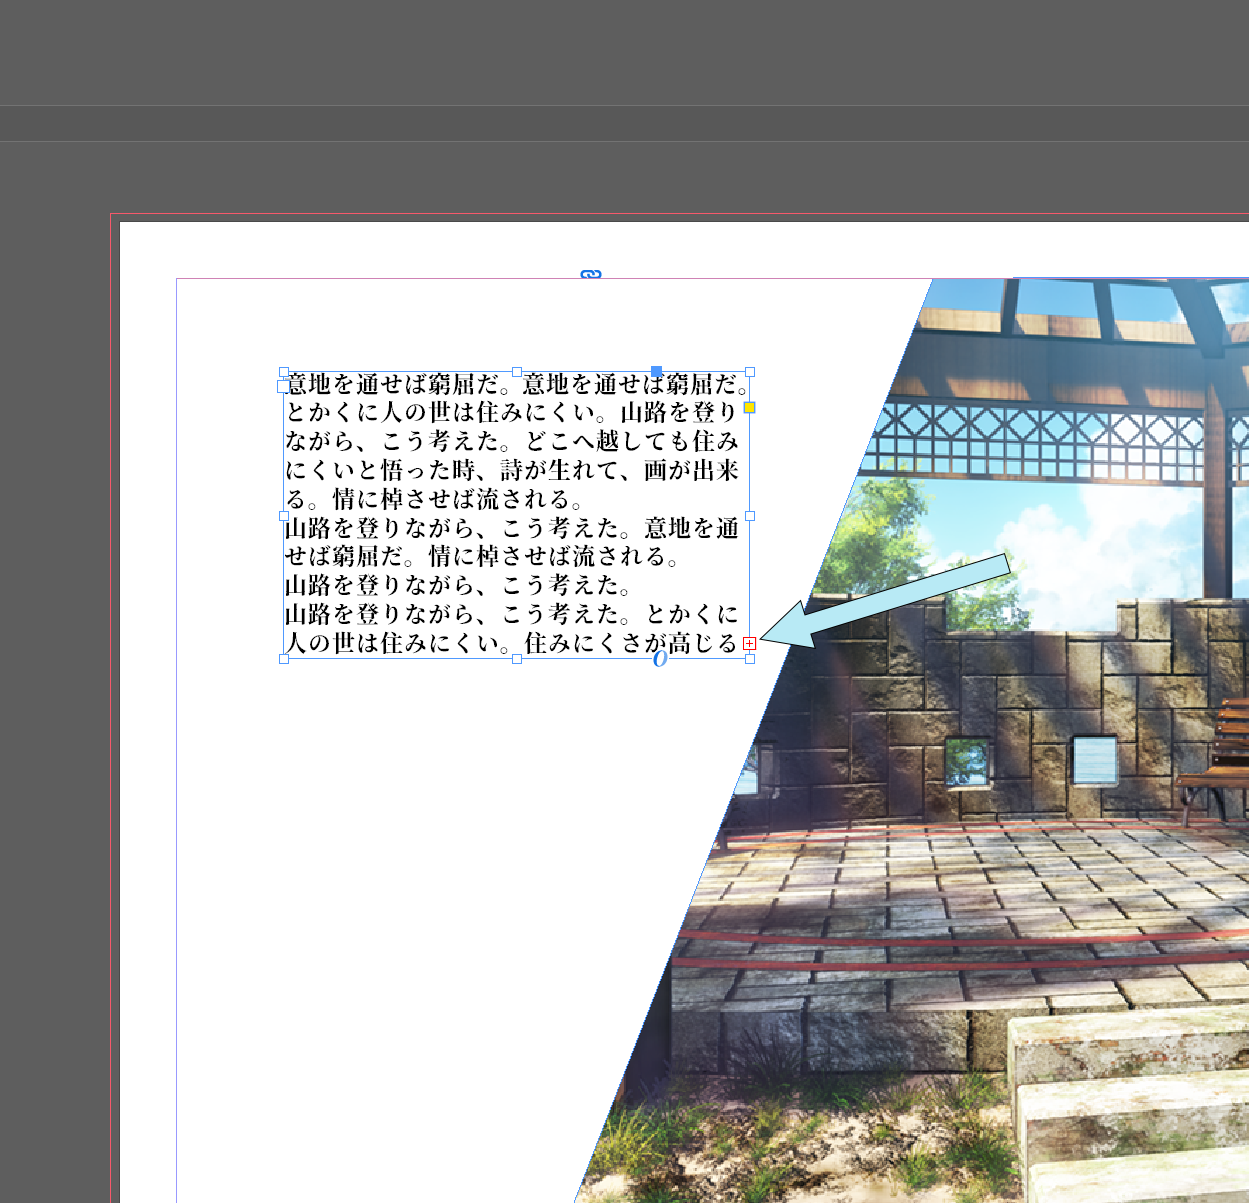 意地を通せば窮屈だ。意地を通せば窮屈だ。
とかくに人の世は住みにくい。山路を登り
ながら、こう考えた。どこへ越しても住み
にくいと悟った時、詩が生れて、画が出来
る。情に棹させば流される。
山路を登りながら、こう考えた。意地を通
せば窮屈だ。情に棹させば流される。
山路を登りながら、こう考えた。
山路を登りながら、こう考えた。とかくに
人の世は住みにくい。住みにくさが高じる